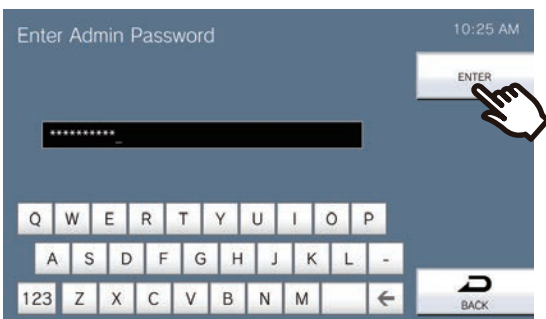 Enter Admin Password
10:25 AM
ENTER
**********_
Q W E R T Y U I O P
A S D F G H J K L -
123 Z X C V B N M ←
BACK